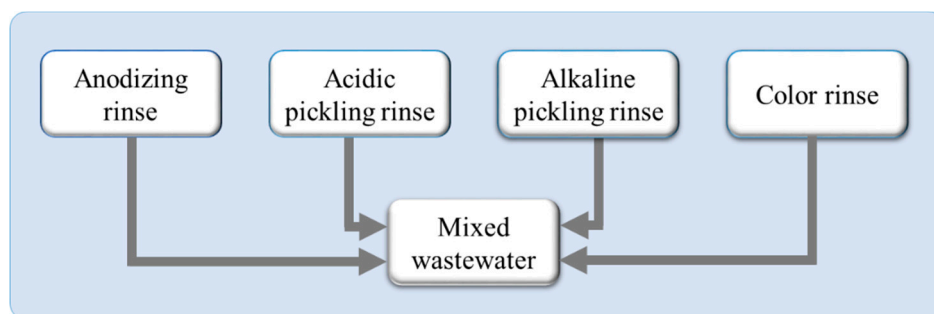 Anodizing
rinse
Acidic
pickling rinse
Alkaline
pickling rinse
Color rinse
Mixed
wastewater